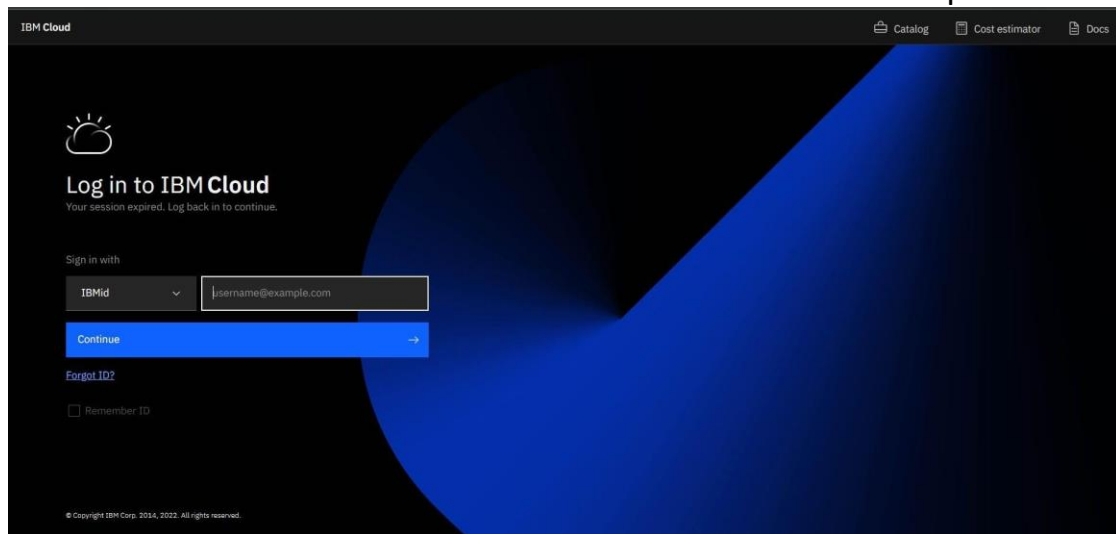 IBM Cloud
Catalog
Cost estimator
Docs
Log in to IBM Cloud
Your session expired. Log back in to continue.
Sign in with
IBMid
username@example.com
Continue
Forgot ID?
Remember ID
© Copyright IBM Corp. 2014, 2022. All rights reserved.